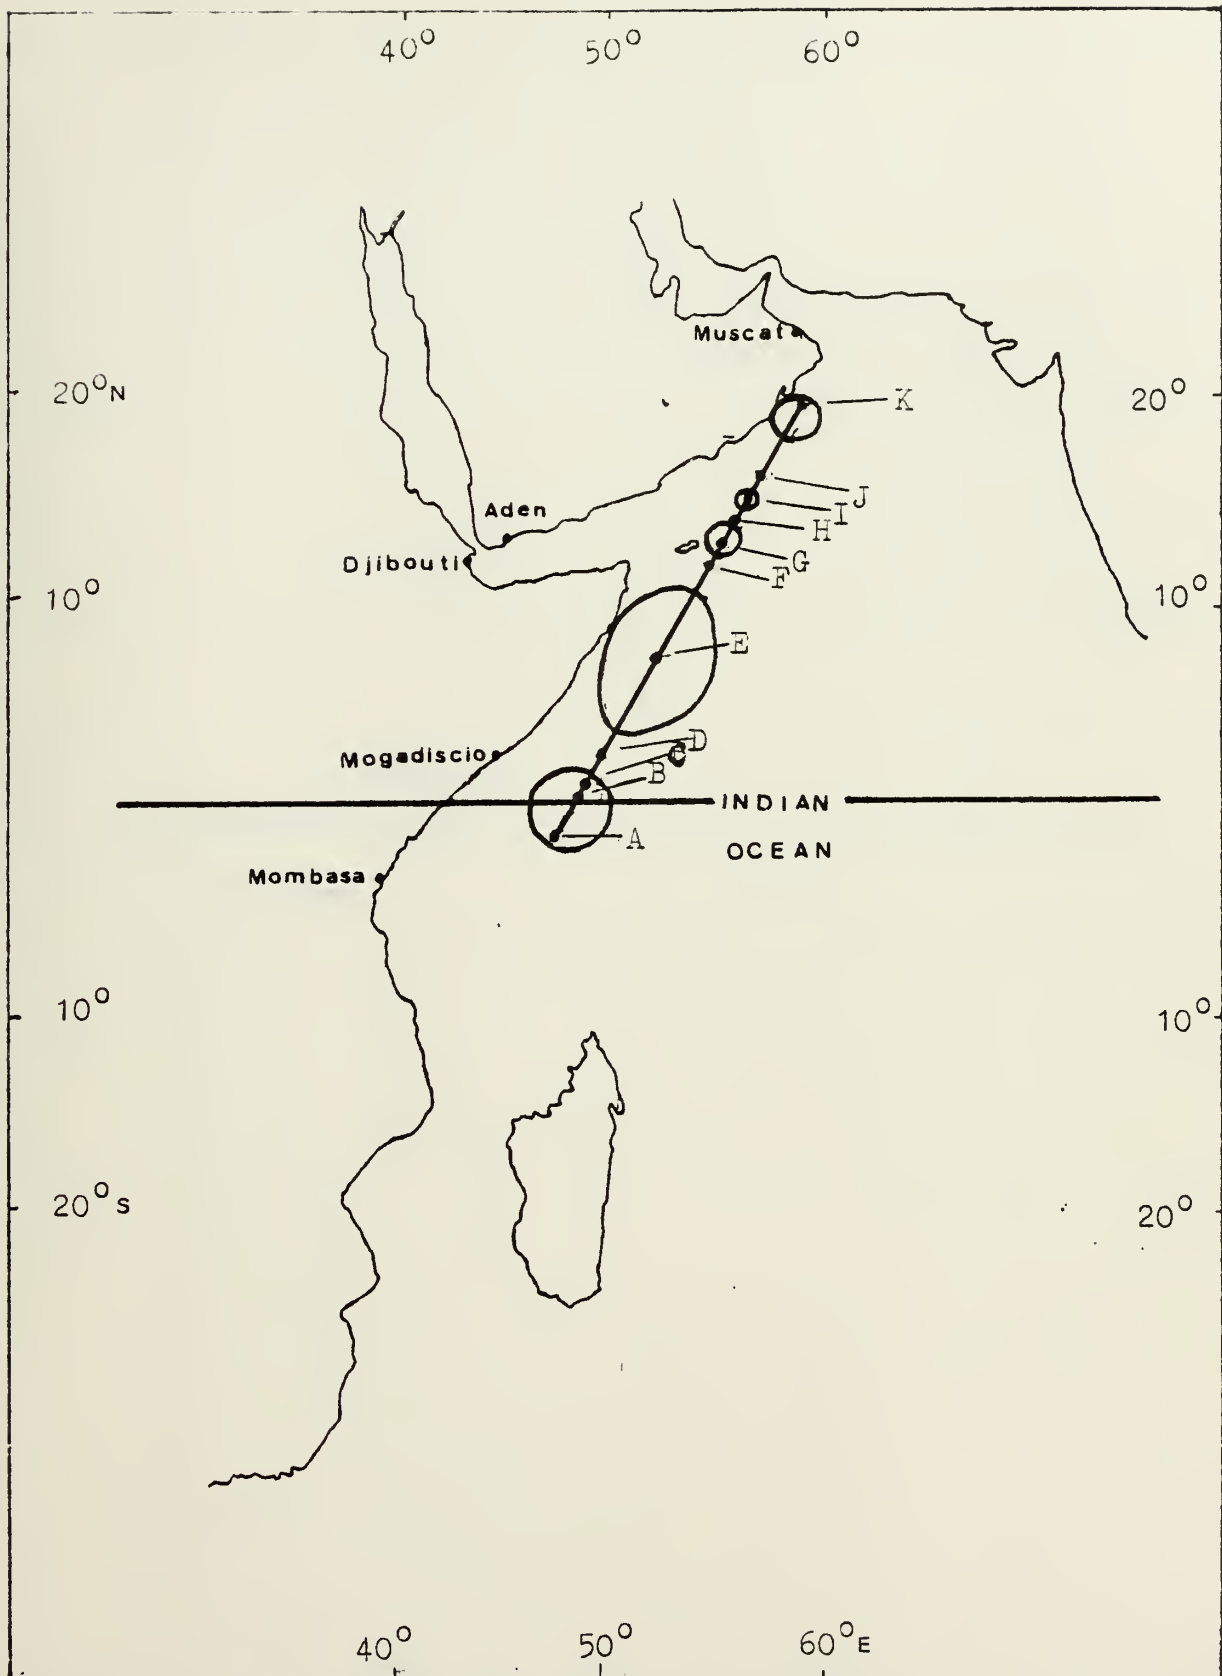 40° 50° 60°
Muscat
20°N 20°
K
J
I
Aden
H
Djibouti G
F
10° 10°
E
D
Mogadiscio C
B
INDIAN
A
OCEAN
Mombasa
10° 10°
20°S 20°
40° 50° 60°E